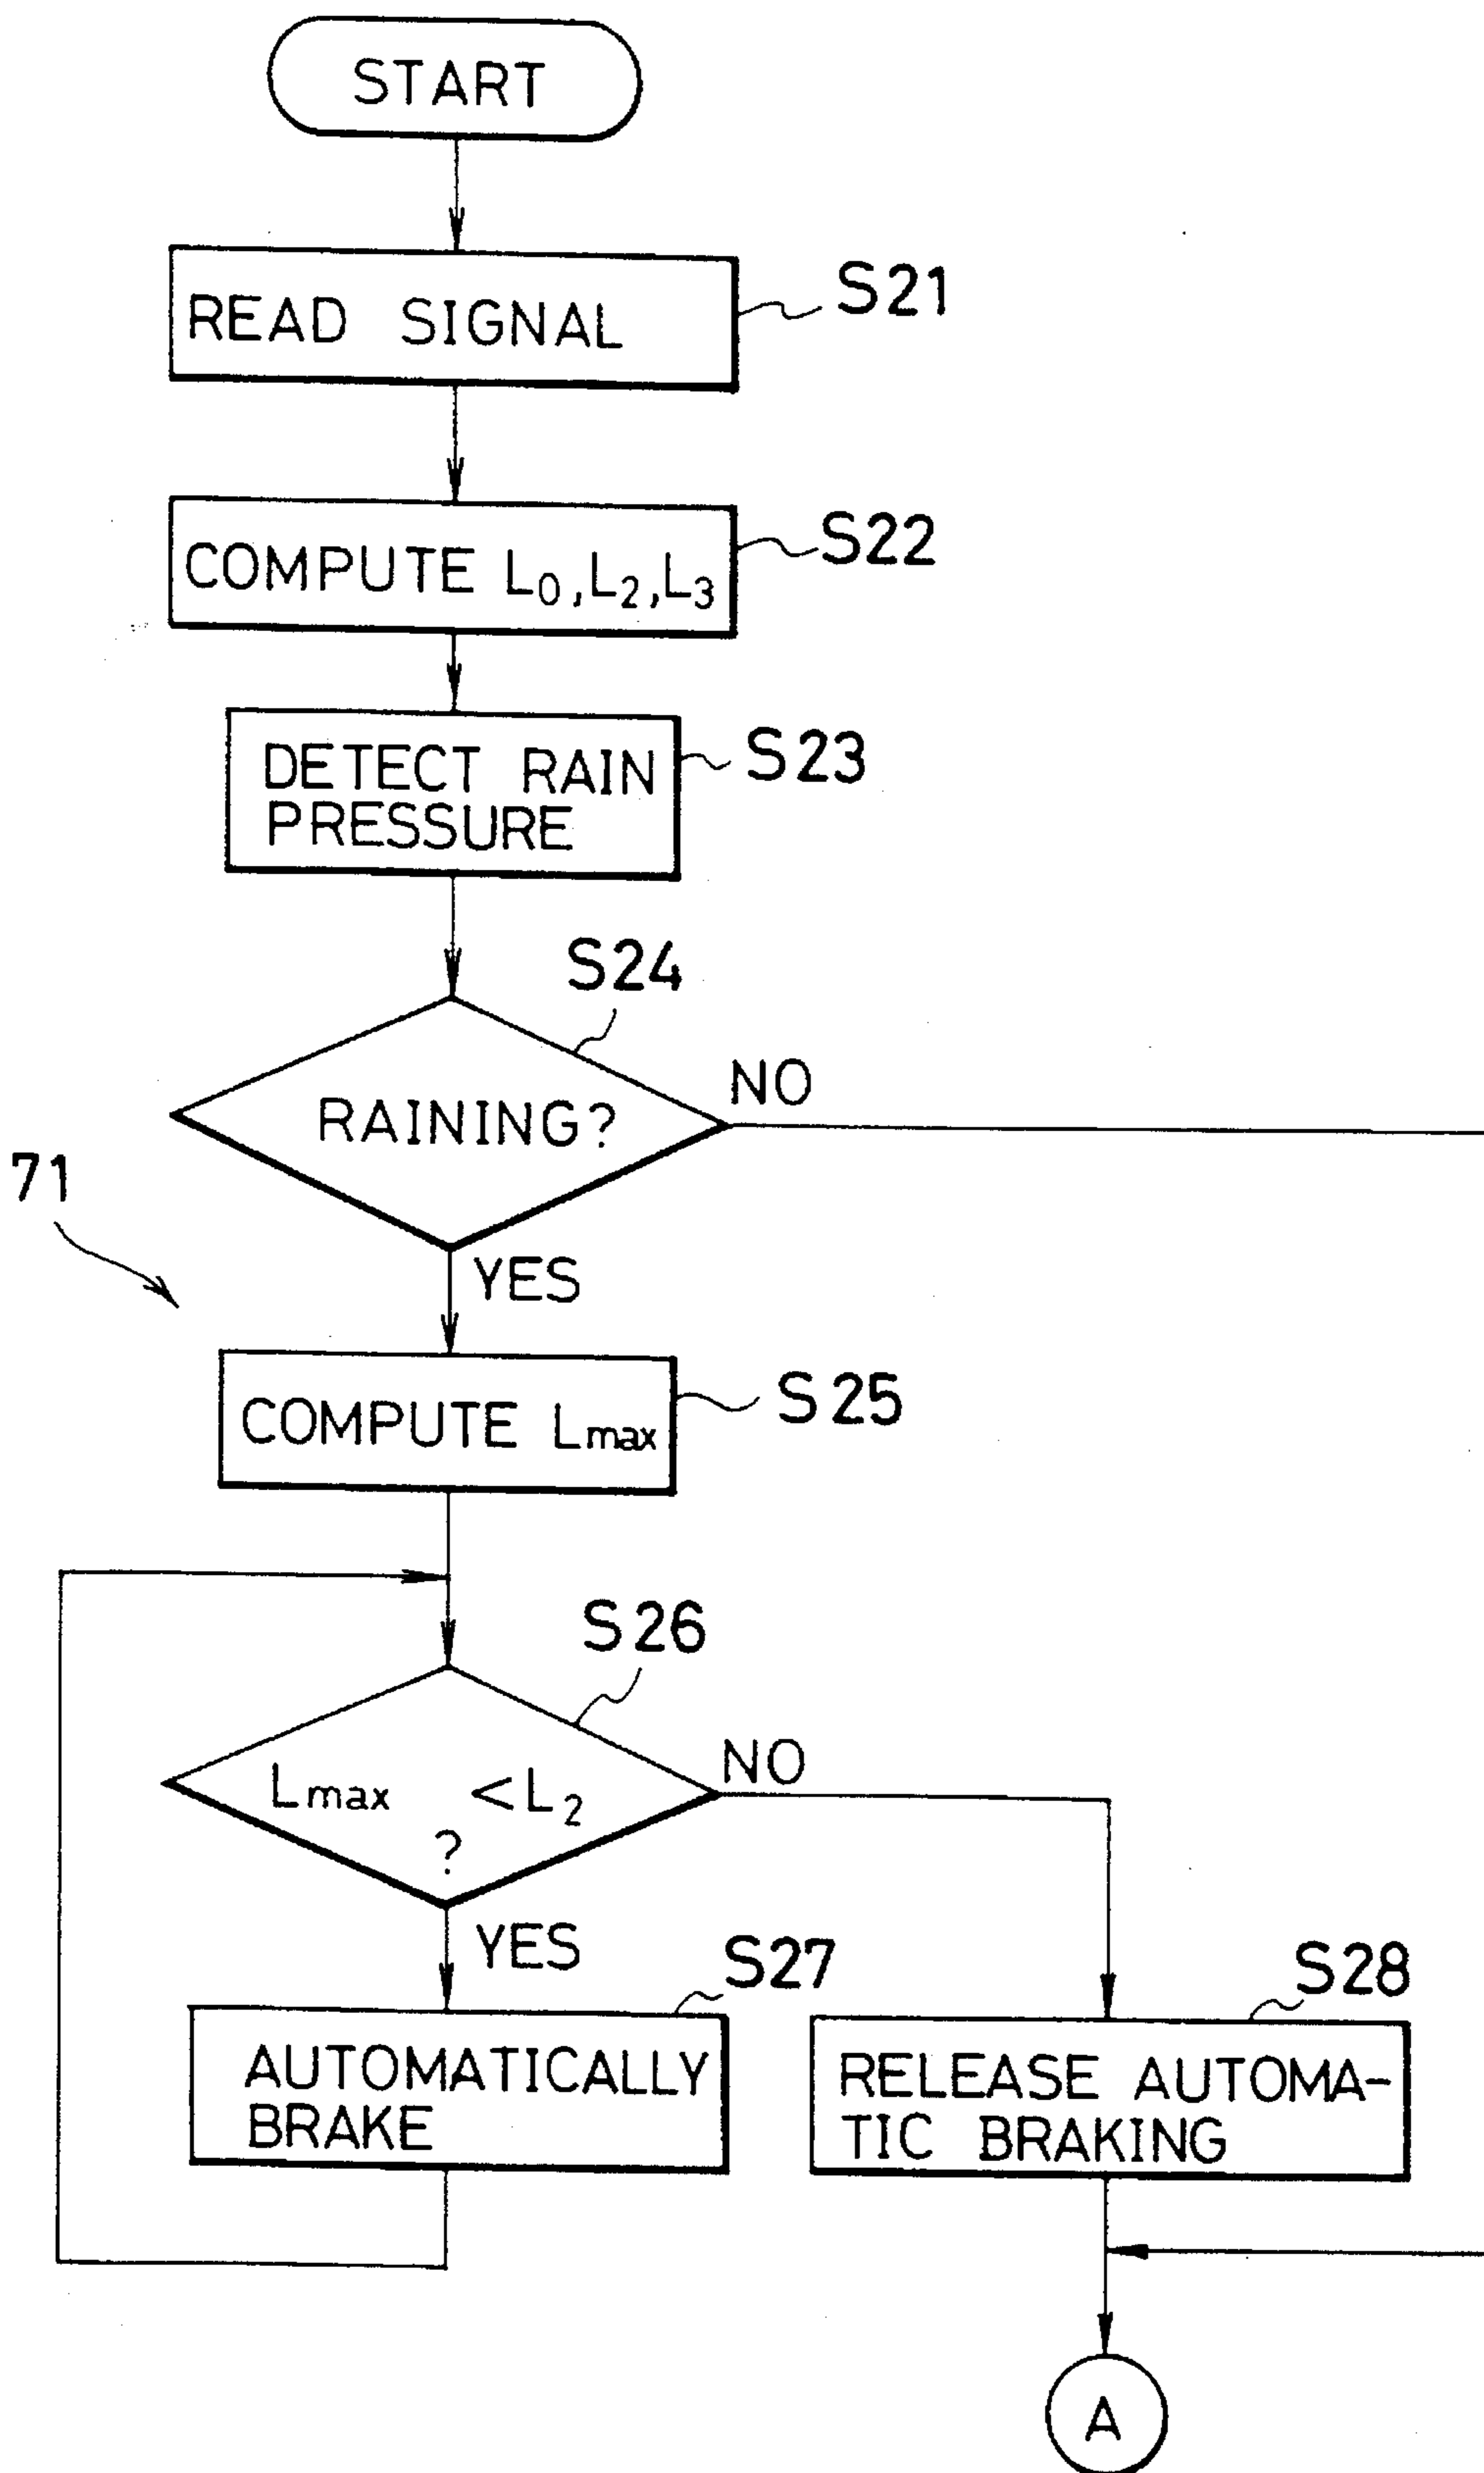 START
READ SIGNAL
S21
COMPUTE L0,L2,L3
S22
DETECT RAIN
PRESSURE
S23
S24
RAINING?
NO
71
YES
COMPUTE Lmax
S25
S26
Lmax <L2
?
NO
YES
S27
AUTOMATICALLY
BRAKE
S28
RELEASE AUTOMA-
TIC BRAKING
A